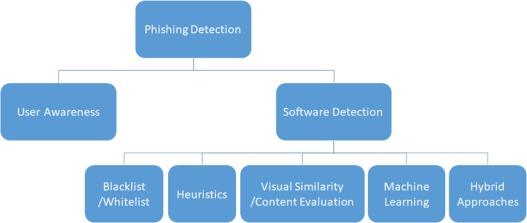 Phishing Detection
User Awareness
Software Detection
Blacklist
/Whitelist
Heuristics
Visual Similarity
/Content Evaluation
Machine
Learning
Hybrid
Approaches